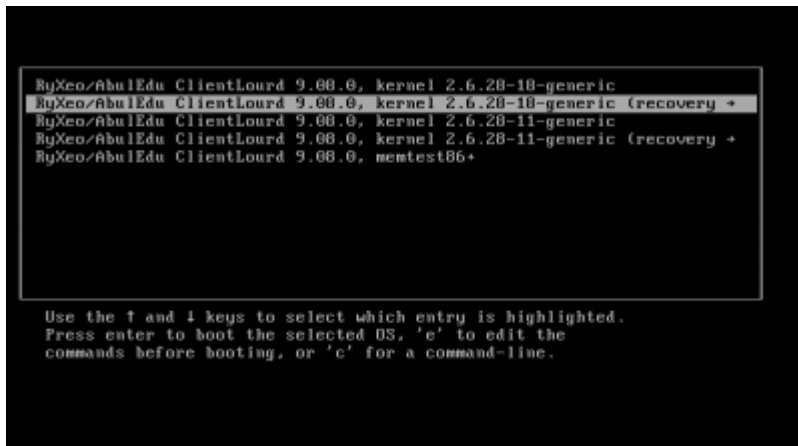 RyXeo/AbulEdu ClientLourd 9.08.0, kernel 2.6.28-18-generic
RyXeo/AbulEdu ClientLourd 9.08.0, kernel 2.6.28-18-generic (recovery →
RyXeo/AbulEdu ClientLourd 9.08.0, kernel 2.6.28-11-generic
RyXeo/AbulEdu ClientLourd 9.08.0, kernel 2.6.28-11-generic (recovery →
RyXeo/AbulEdu ClientLourd 9.08.0, memtest86+
Use the ↑ and ↓ keys to select which entry is highlighted.
Press enter to boot the selected OS, 'e' to edit the
commands before booting, or 'c' for a command-line.